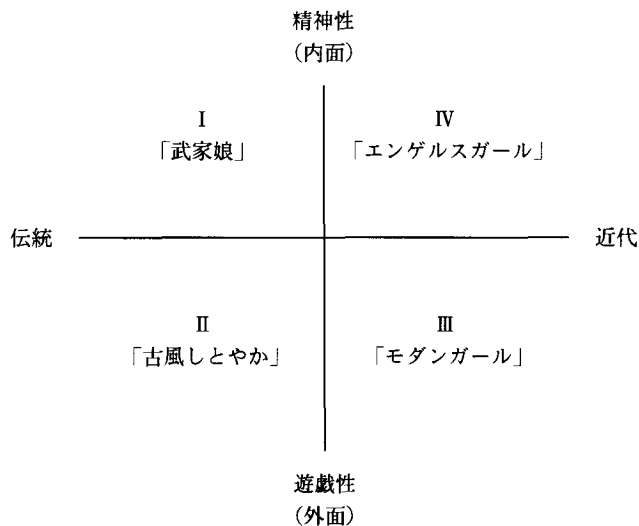 精神性
（内面）
Ⅰ
「武家娘」
Ⅳ
「エンゲルスガール」
伝統
近代
Ⅱ
「古風しとやか」
Ⅲ
「モダンガール」
遊戯性
（外面）